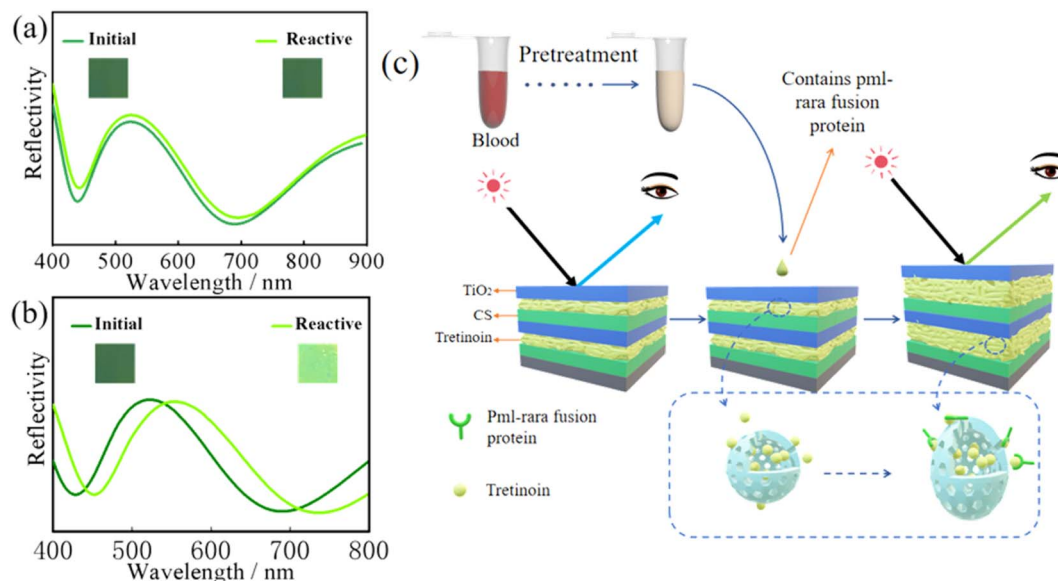 (a)
Initial
Reactive
Reflectivity
400 500 600 700 800 900
Wavelength / nm
(b)
Initial
Reactive
Reflectivity
400 500 600 700 800
Wavelength / nm
(c)
Pretreatment
Blood
Contains pml-
rara fusion
protein
TiO₂
CS
Tretinoin
Pml-rara fusion
protein
Tretinoin